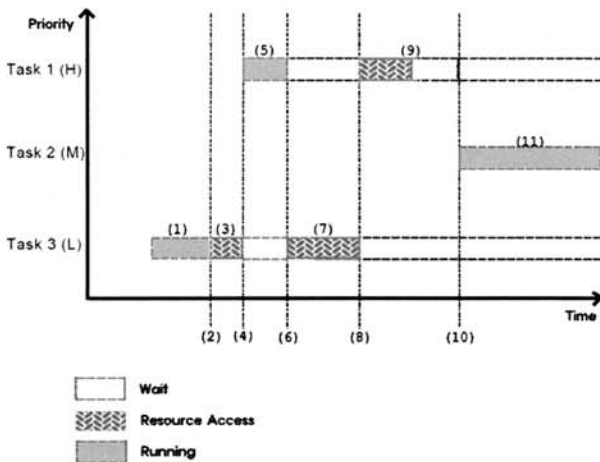 Priority
(5)
(9)
Task 1 (H)
(11)
Task 2 (M)
(1)
(3)
(7)
Task 3 (L)
Time
(2)
(4)
(6)
(8)
(10)
Wait
Resource Access
Running